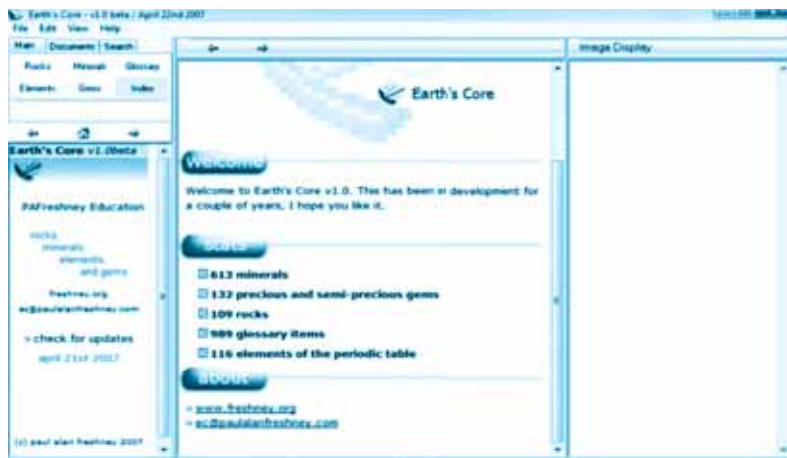 Earth's Core - v1.0 beta / April 22nd 2007
File Edit View Help
Main Documents Search
Rocks Minerals Glossary
Elements Gems Index
Earth's Core v1.0beta
PAFreshney Education
rocks,
minerals,
elements,
and gems
freshney.org
ec@paulalanfreshney.com
» check for updates
april 21st 2007
(c) paul alan freshney 2007
Earth's Core
welcome
Welcome to Earth's Core v1.0. This has been in development for
a couple of years, I hope you like it.
stats
613 minerals
132 precious and semi-precious gems
109 rocks
989 glossary items
116 elements of the periodic table
about
» www.freshney.org
» ec@paulalanfreshney.com
Image Display